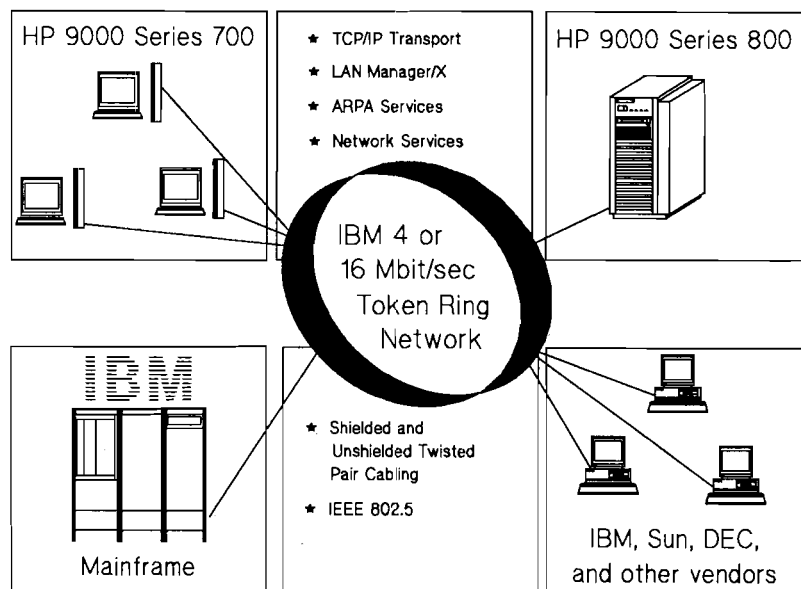 HP 9000 Series 700
★ TCP/IP Transport
★ LAN Manager/X
★ ARPA Services
★ Network Services
HP 9000 Series 800
IBM 4 or
16 Mbit/sec
Token Ring
Network
IBM
Mainframe
★ Shielded and
Unshielded Twisted
Pair Cabling
★ IEEE 802.5
IBM, Sun, DEC,
and other vendors